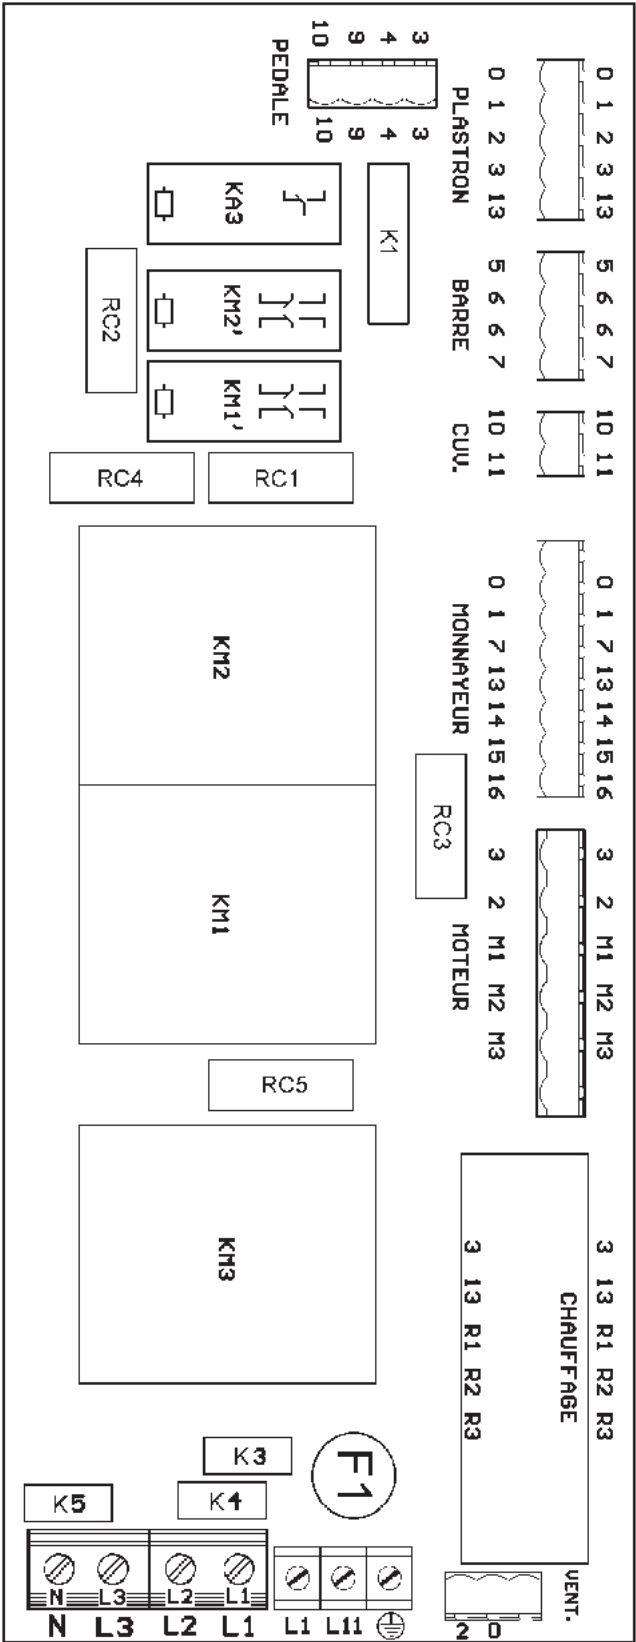 10 9 4 3
PEDALE
10 9 4 3
0 1 2 3 13
PLASTRON
0 1 2 3 13
KA3
K1
5 6 6 7
BARRE
5 6 6 7
RC2
KM2'
KM1'
10 11
CUV.
10 11
RC4
RC1
0 1 7 13 14 15 16
MONNAYEUR
0 1 7 13 14 15 16
KM2
RC3
3 2 M1 M2 M3
MOTEUR
3 2 M1 M2 M3
KM1
RC5
3 13 R1 R2 R3
CHAUFFAGE
3 13 R1 R2 R3
KM3
K3
F1
K5
K4
VENT.
N L3 L2 L1
N L3 L2 L1 L1 L11
2 0